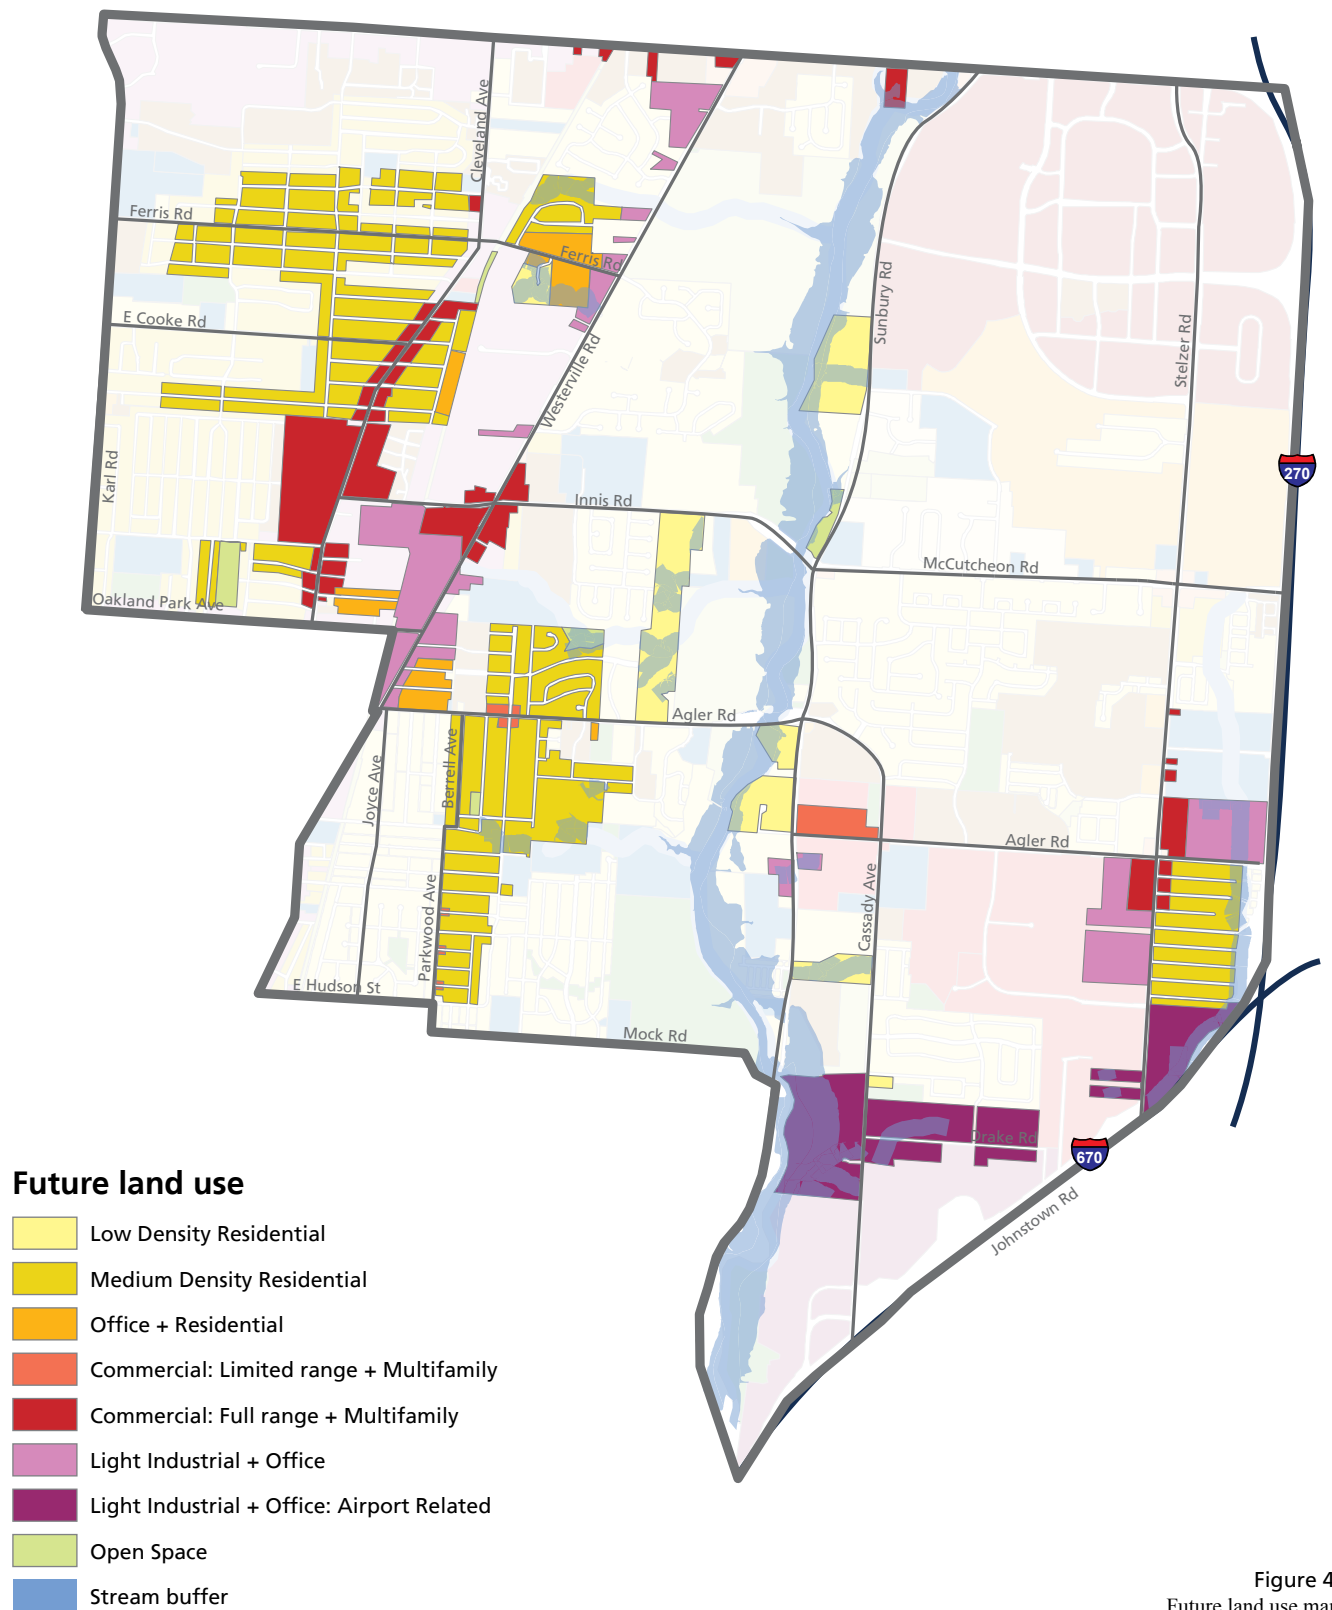 Cleveland Ave
Ferris Rd
Ferris Rd
Sunbury Rd
E Cooke Rd
Stelzer Rd
Westerville Rd
Karl Rd
270
Innis Rd
McCutcheon Rd
Oakland Park Ave
Agler Rd
Joyce Ave
Berrell Ave
Agler Rd
Cassady Ave
Parkwood Ave
E Hudson St
Mock Rd
Drake Rd
670
Johnstown Rd
Future land use
Low Density Residential
Medium Density Residential
Office + Residential
Commercial: Limited range + Multifamily
Commercial: Full range + Multifamily
Light Industrial + Office
Light Industrial + Office: Airport Related
Open Space
Stream buffer
Figure 4
Future land use map